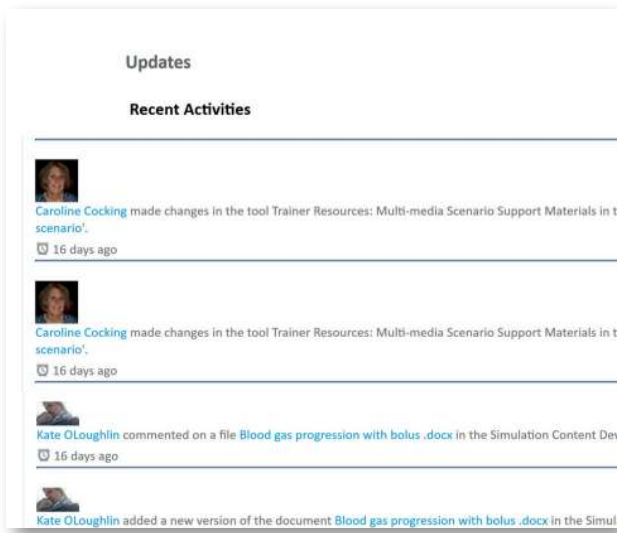 Updates
Recent Activities
Caroline Cocking made changes in the tool Trainer Resources: Multi-media Scenario Support Materials in t
scenario'.
16 days ago
Caroline Cocking made changes in the tool Trainer Resources: Multi-media Scenario Support Materials in t
scenario'.
16 days ago
Kate OLoughlin commented on a file Blood gas progression with bolus .docx in the Simulation Content Dev
16 days ago
Kate OLoughlin added a new version of the document Blood gas progression with bolus .docx in the Simul